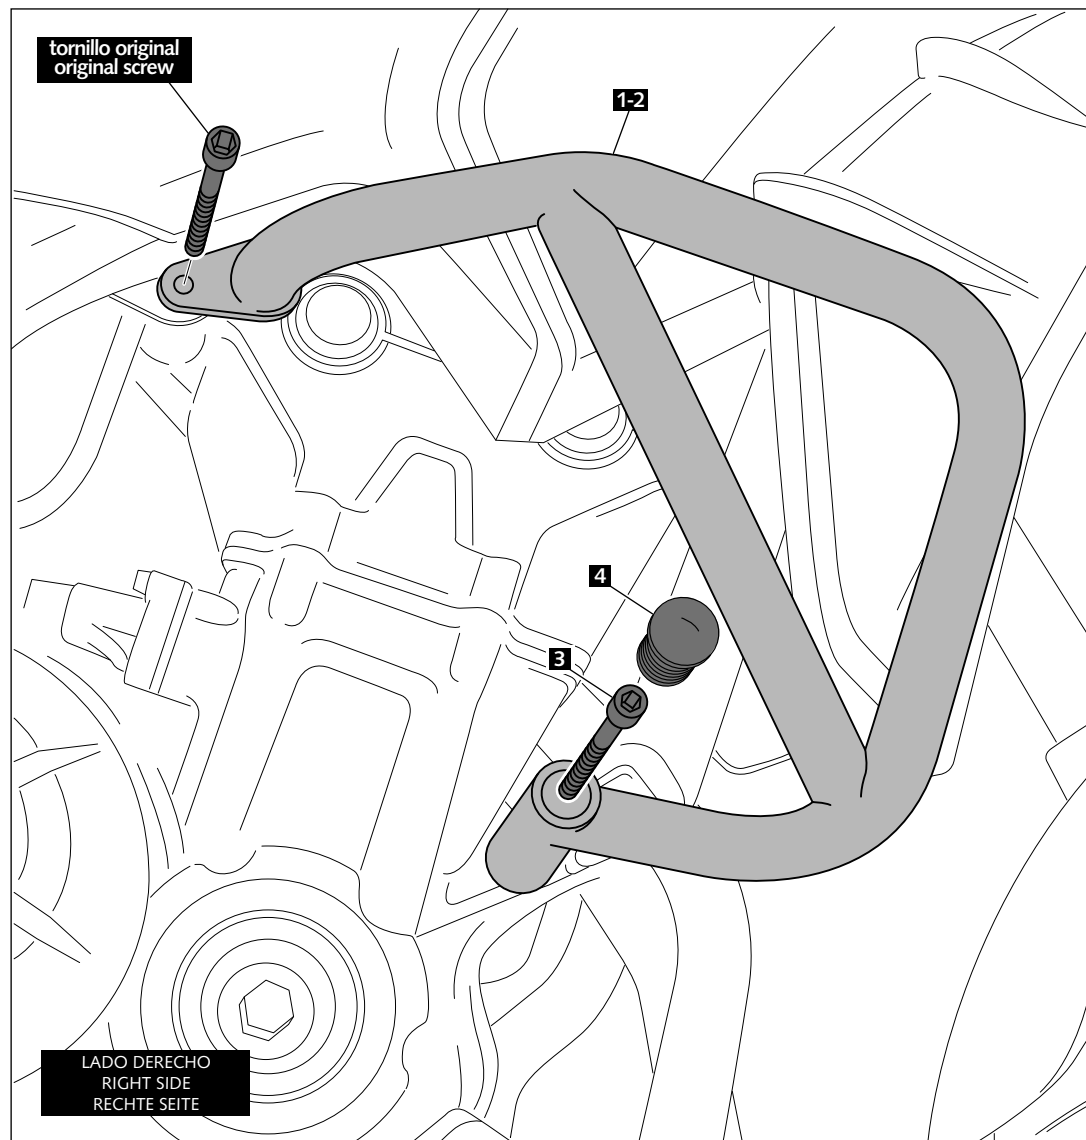 tornillo original
original screw
1-2
4
3
LADO DERECHO
RIGHT SIDE
RECHTE SEITE